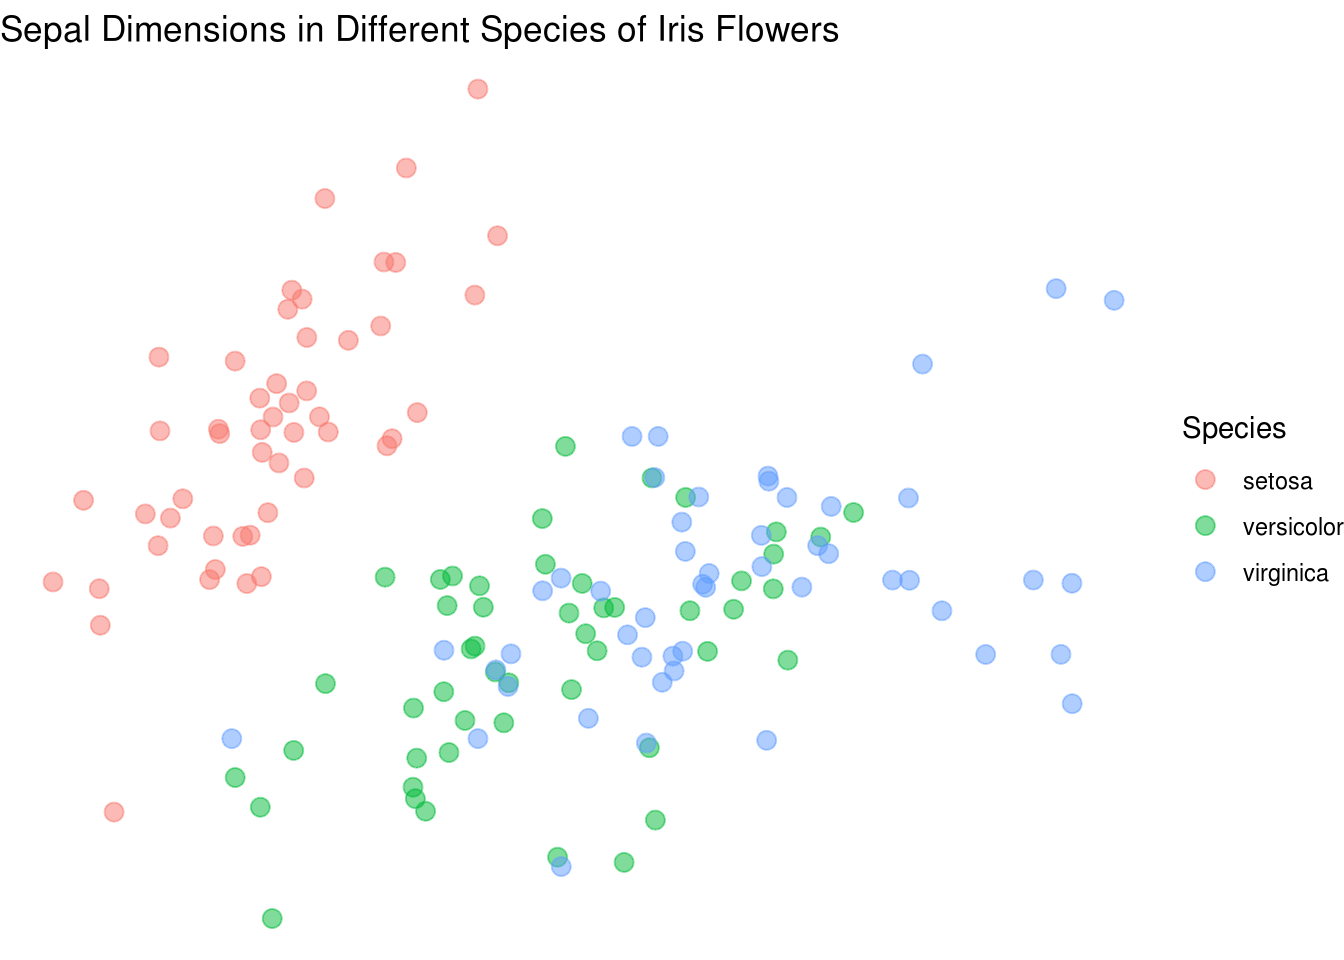 Sepal Dimensions in Different Species of Iris Flowers
Species
setosa
versicolor
virginica